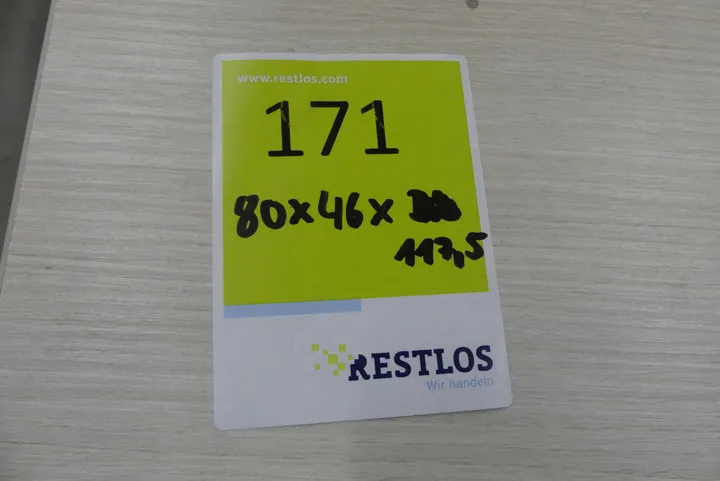 www.restlos.com
171
80x46x
117,5
RESTLOS
Wir handeln